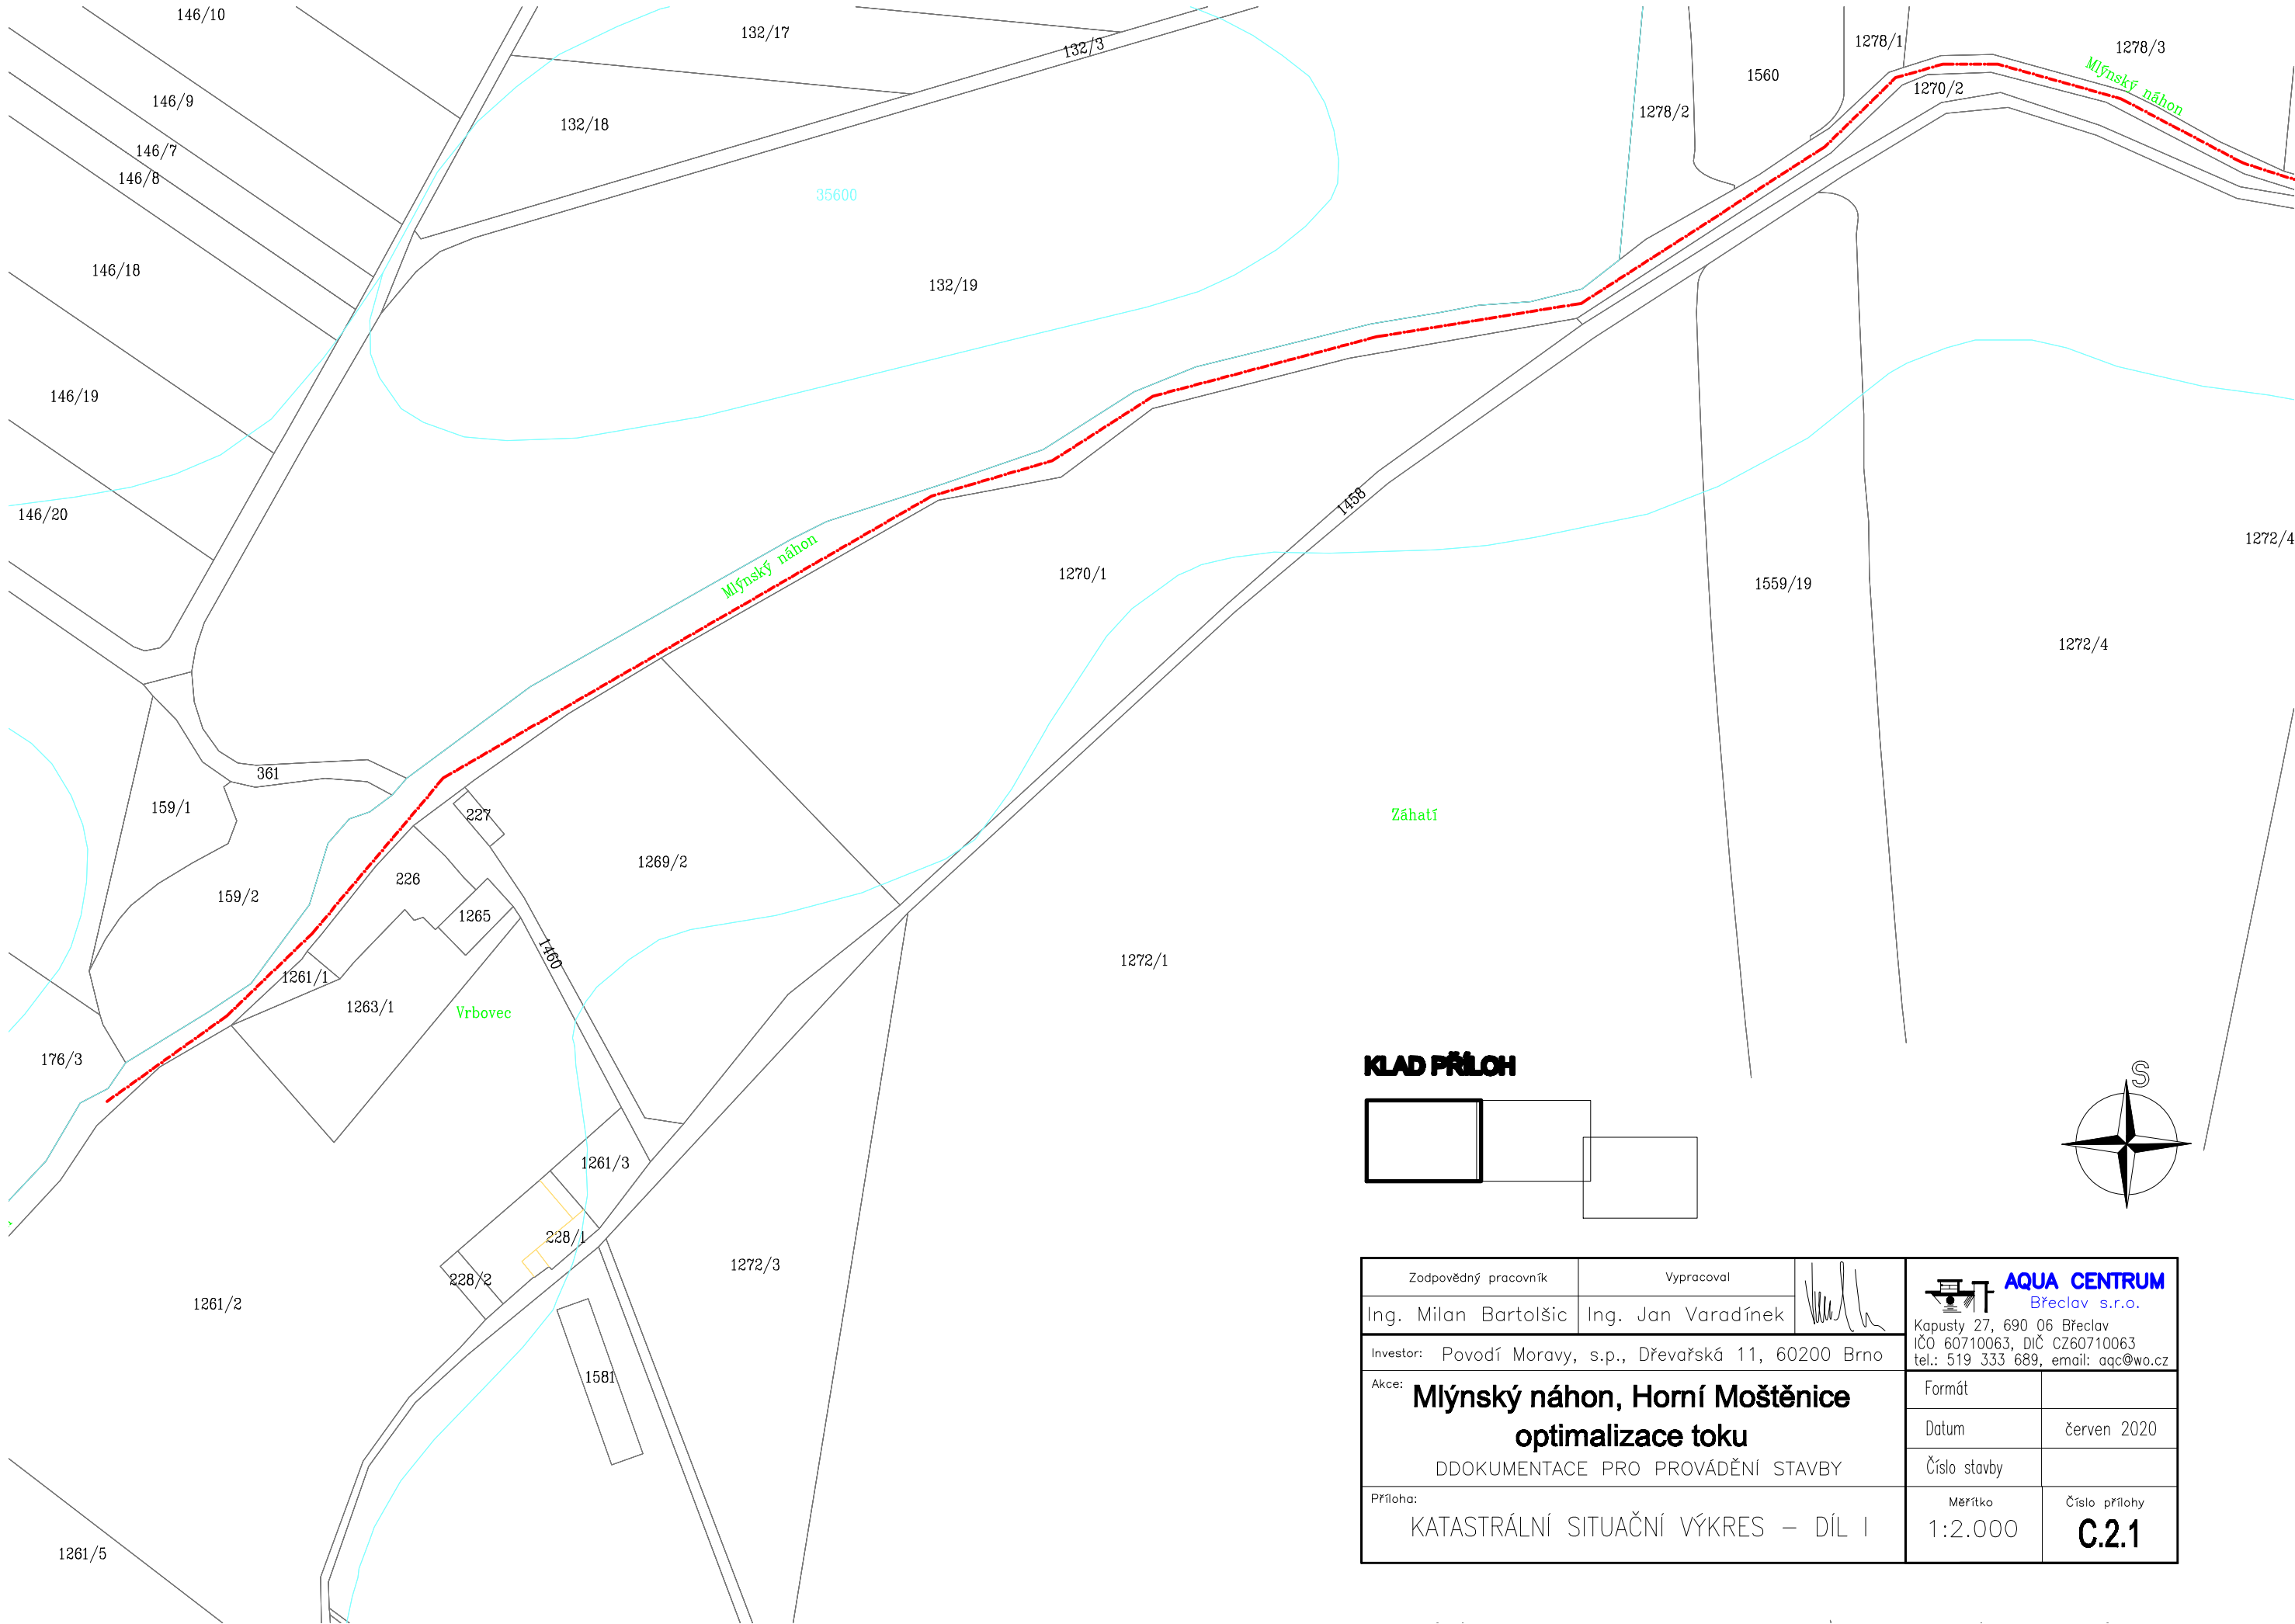 146/10
132/17
132/3
1278/1
1278/3
1560
Mlýnský náhon
146/9
1270/2
132/18
1278/2
146/7
146/8
35600
146/18
132/19
146/19
1458
146/20
1272/4
Mlýnský náhon
1270/1
1559/19
1272/4
361
159/1
227
Záhatí
1269/2
226
159/2
1265
1460
1272/1
1261/1
1263/1
Vrbovec
176/3
KLAD PŘÍLOH
S
1261/3
228/1
1272/3
228/2
1261/2
1581
1261/5
Zodpovědný pracovník
Vypracoval
Ing. Milan Bartolšic
Ing. Jan Varadínek
AQUA CENTRUM
Břeclav s.r.o.
Kapusty 27, 690 06 Břeclav
IČO 60710063, DIČ CZ60710063
tel.: 519 333 689, email: aqc@wo.cz
Investor: Povodí Moravy, s.p., Dřevařská 11, 60200 Brno
Akce: Mlýnský náhon, Horní Moštěnice
optimalizace toku
DDOKUMENTACE PRO PROVÁDĚNÍ STAVBY
Formát
Datum červen 2020
Číslo stavby
Příloha:
KATASTRÁLNÍ SITUAČNÍ VÝKRES – DÍL I
Měřítko
1:2.000
Číslo přílohy
C.2.1